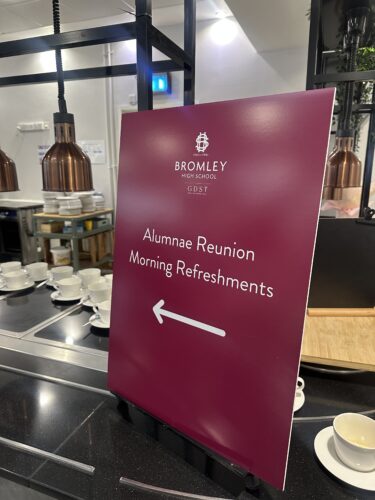 BROMLEY
HIGH SCHOOL
GDST
Alumnae Reunion
Morning Refreshments